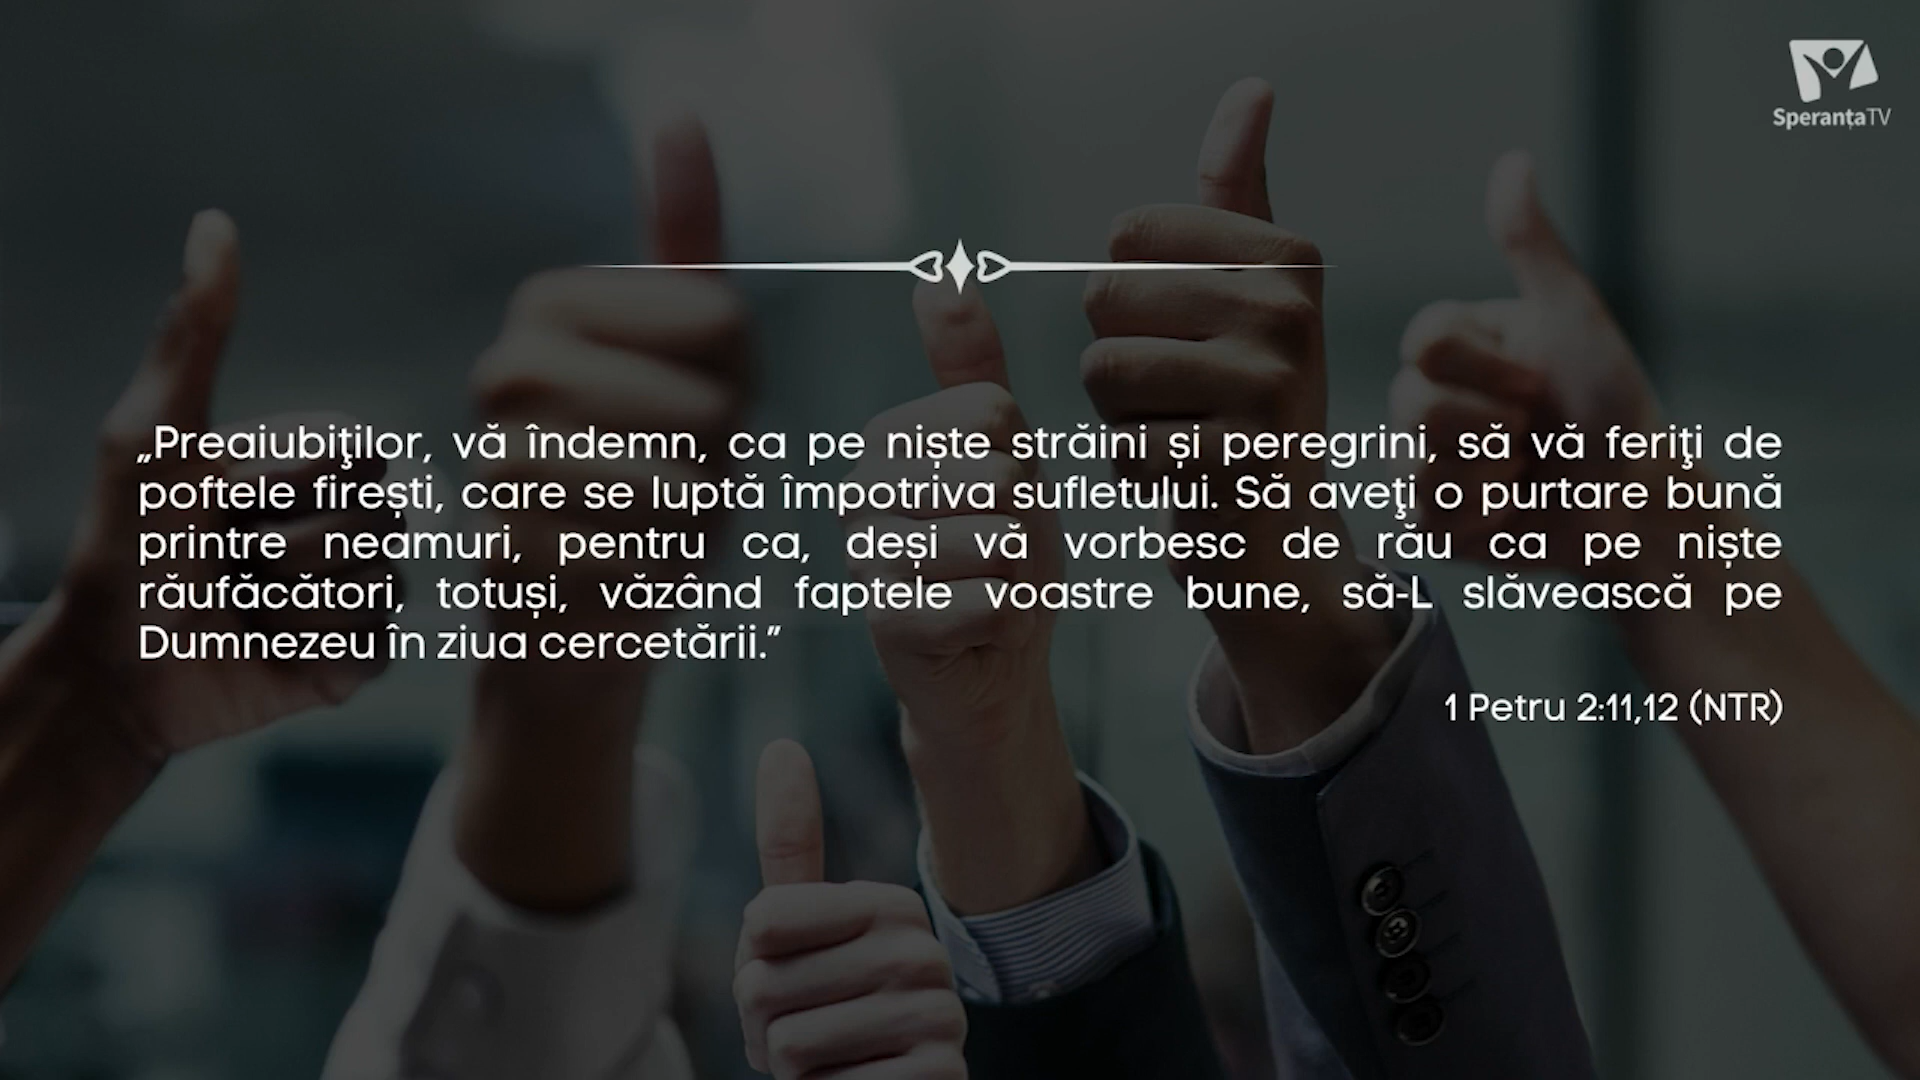 SperanțaTV
„Preaiubiţilor, vă îndemn, ca pe niște străini și peregrini, să vă feriţi de
poftele firești, care se luptă împotriva sufletului. Să aveţi o purtare bună
printre neamuri, pentru ca, deși vă vorbesc de rău ca pe niște
răufăcători, totuși, văzând faptele voastre bune, să-L slăvească pe
Dumnezeu în ziua cercetării.”
1 Petru 2:11,12 (NTR)